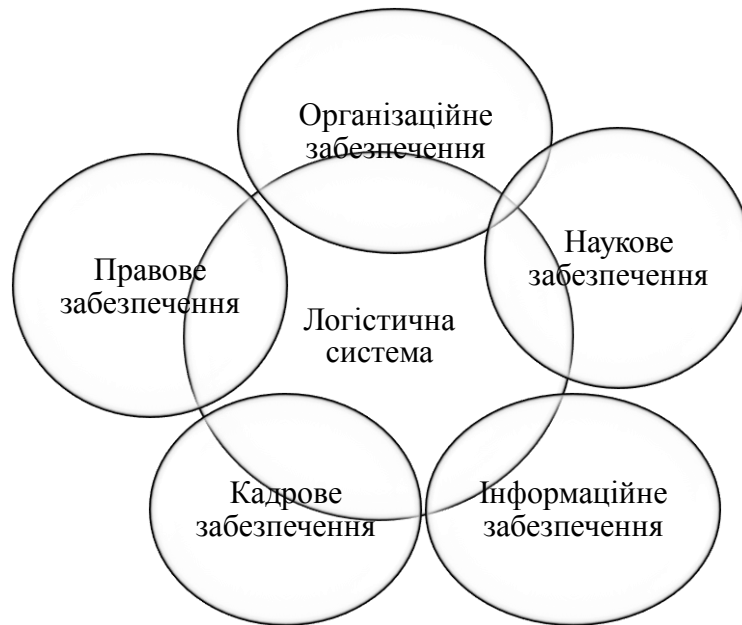 Організаційне
забезпечення
Наукове
забезпечення
Правове
забезпечення
Логістична
система
Кадрове
забезпечення
Інформаційне
забезпечення